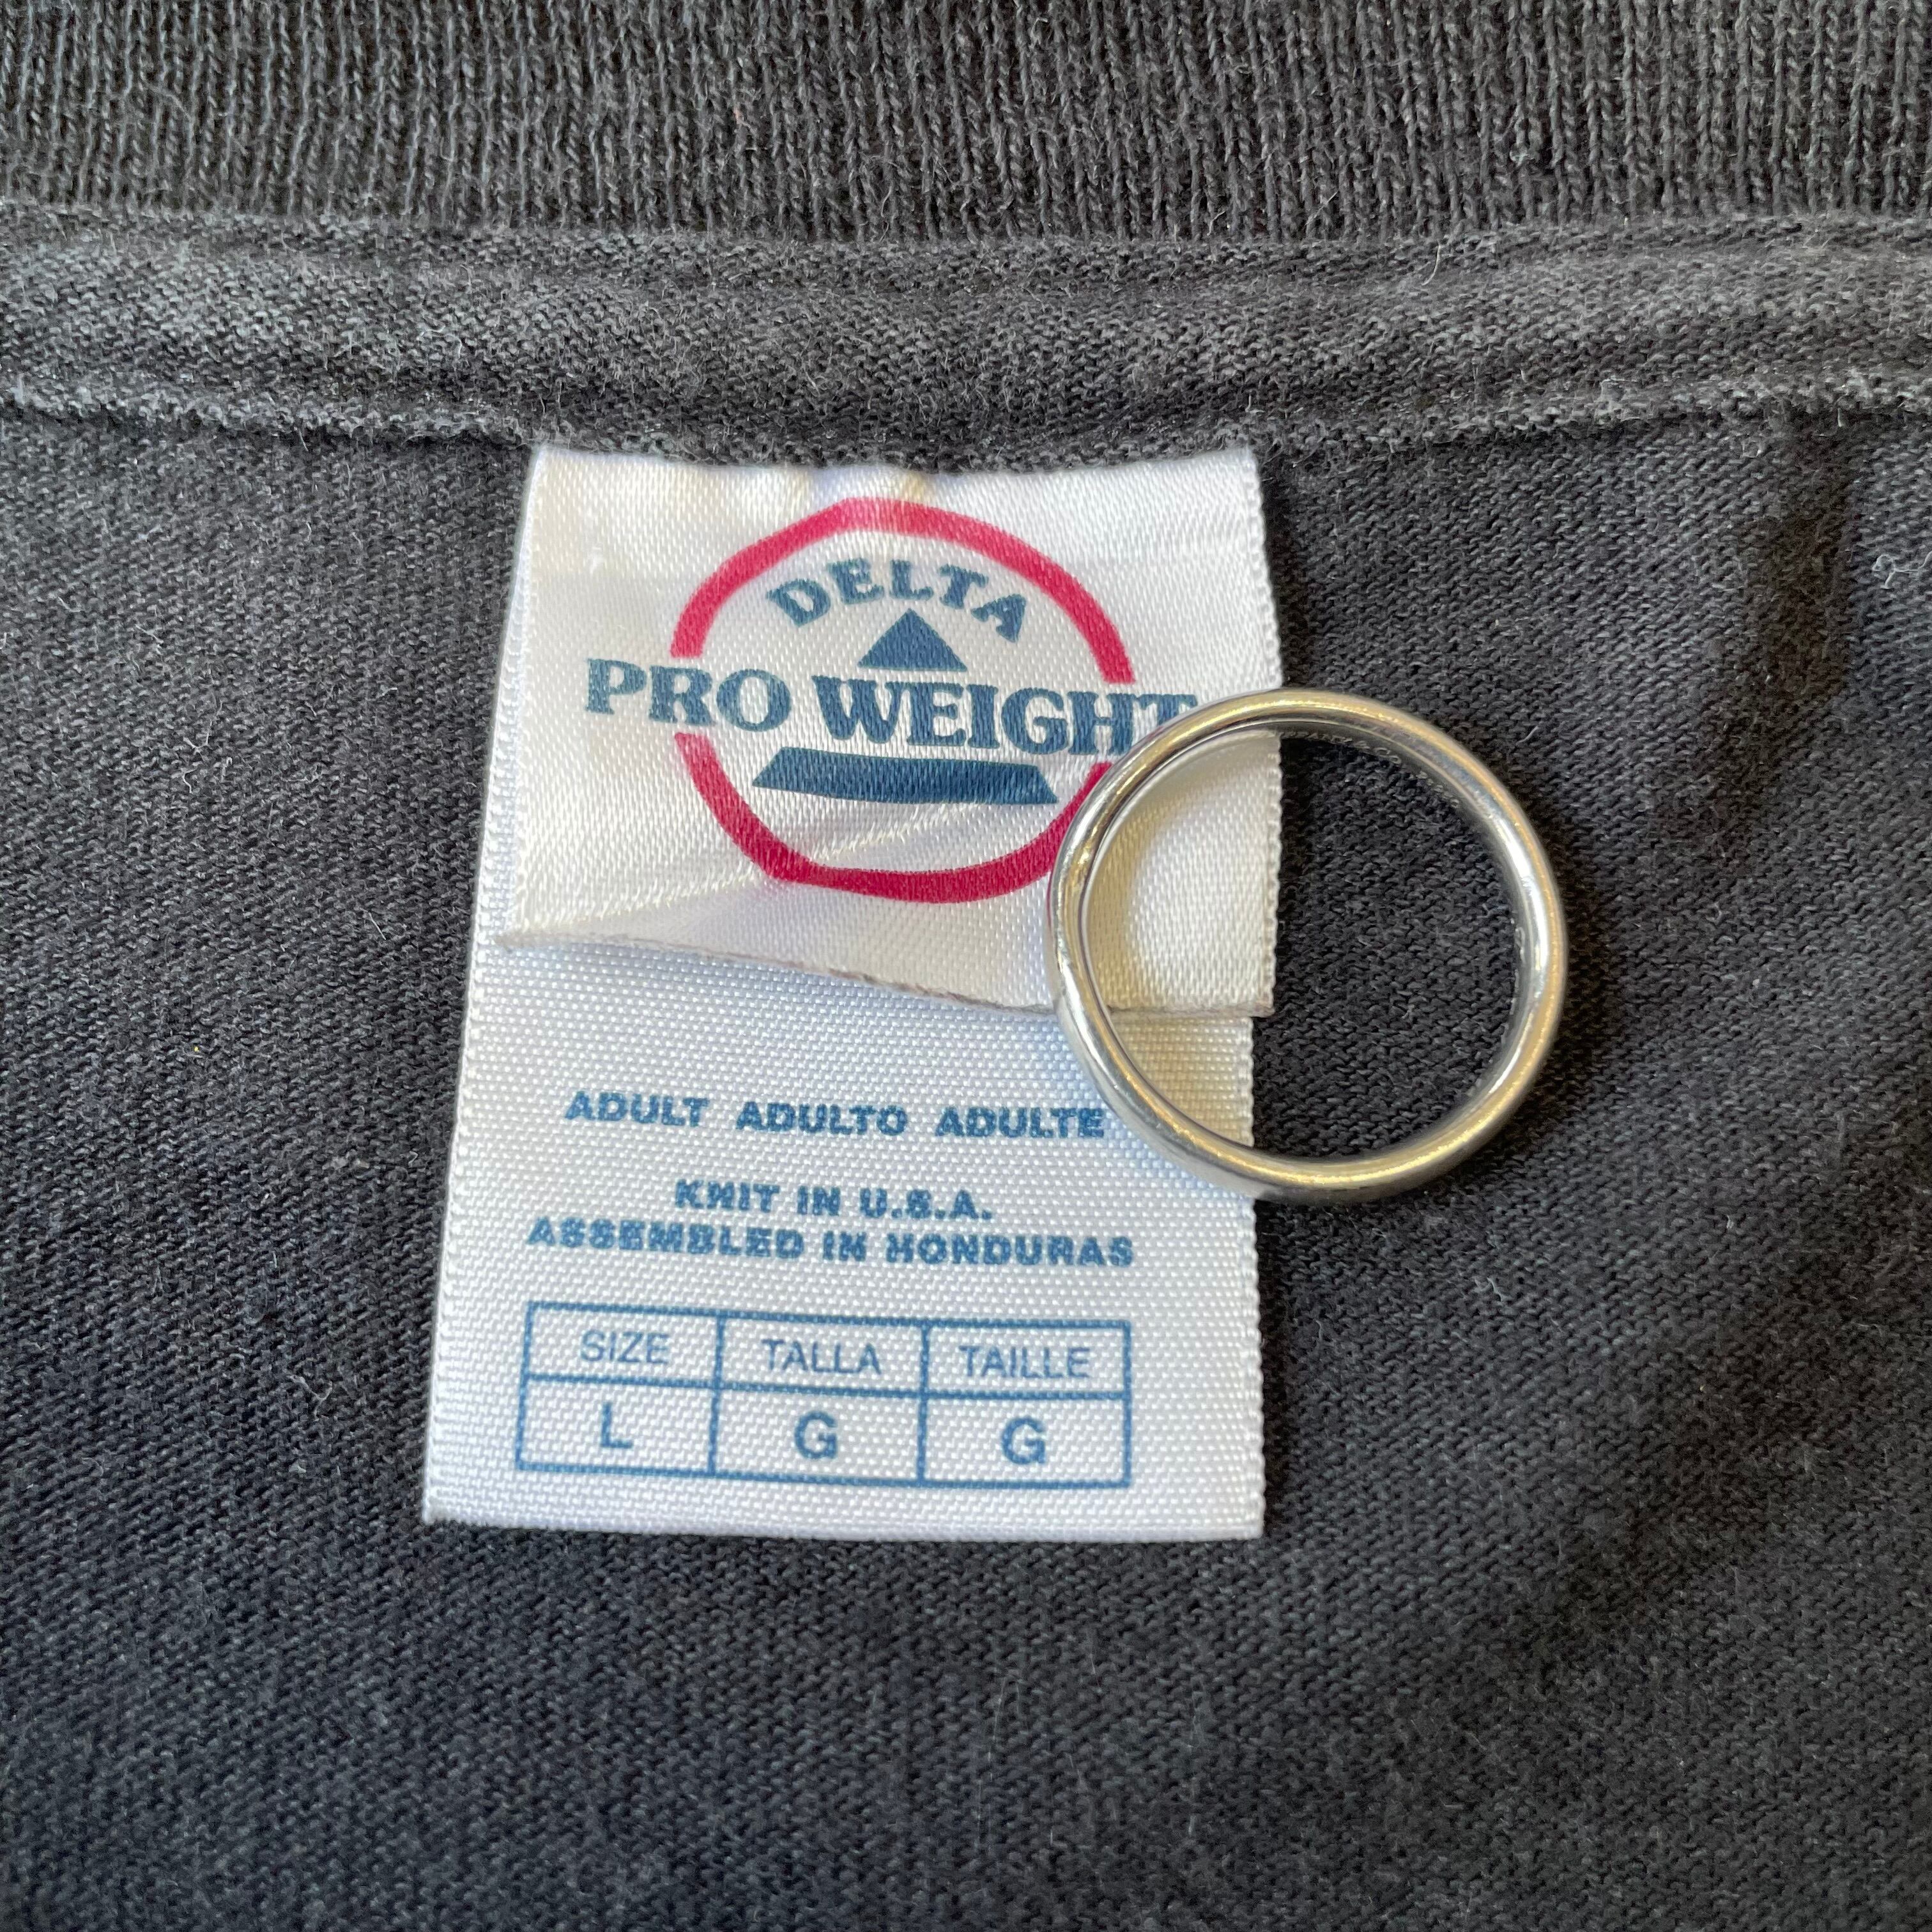 DELTA
PRO WEIGHT
ADULT ADULTO ADULTE
KNIT IN U.S.A.
ASSEMBLED IN HONDURAS
SIZE TALLA TAILLE
L G G